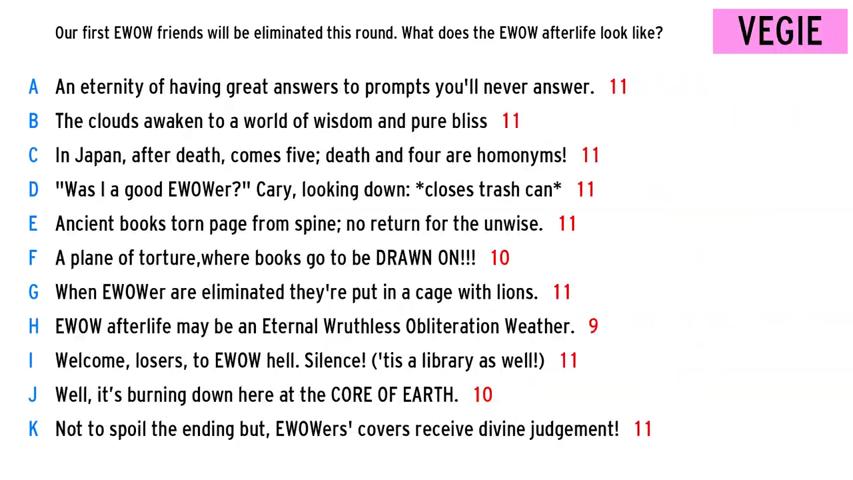 Our first EWOW friends will be eliminated this round. What does the EWOW afterlife look like?
VEGIE
A An eternity of having great answers to prompts you'll never answer. 11
B The clouds awaken to a world of wisdom and pure bliss 11
C In Japan, after death, comes five; death and four are homonyms! 11
D "Was I a good EWOWer?" Cary, looking down: *closes trash can* 11
E Ancient books torn page from spine; no return for the unwise. 11
F A plane of torture,where books go to be DRAWN ON!!! 10
G When EWOWer are eliminated they're put in a cage with lions. 11
H EWOW afterlife may be an Eternal Wruthless Obliteration Weather. 9
I Welcome, losers, to EWOW hell. Silence! ('tis a library as well!) 11
J Well, it’s burning down here at the CORE OF EARTH. 10
K Not to spoil the ending but, EWOWers' covers receive divine judgement! 11